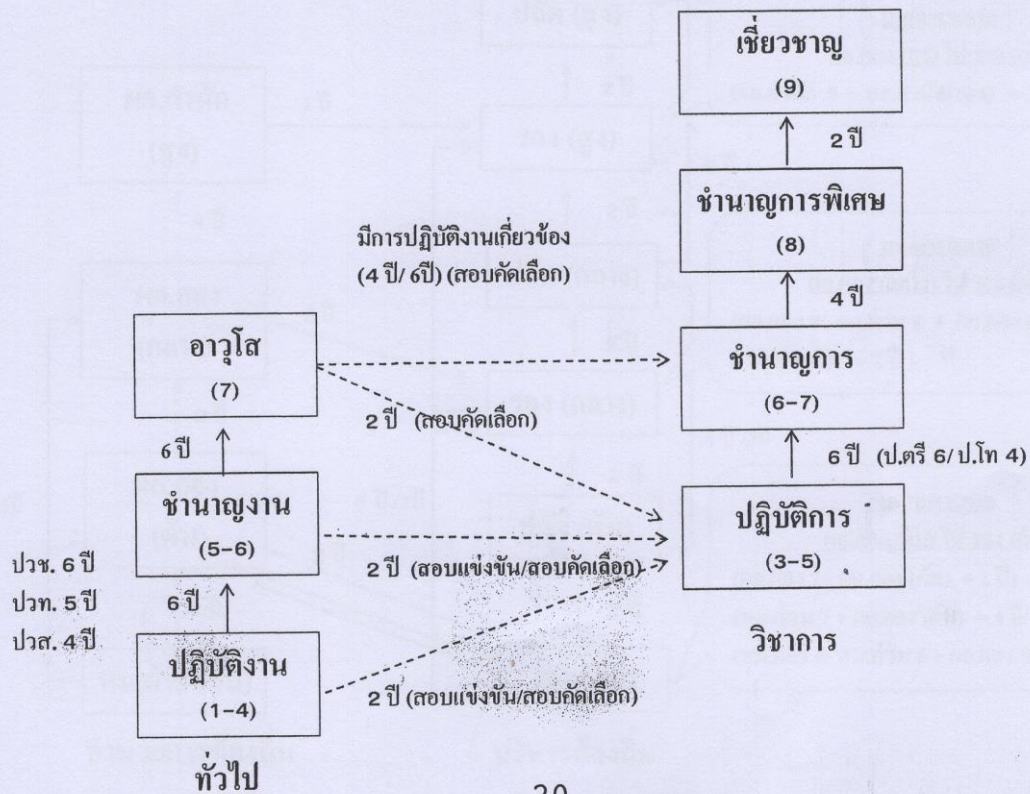 เชี่ยวชาญ
(9)
2 ปี
ชำนาญการพิเศษ
(8)
มีการปฏิบัติงานเกี่ยวข้อง
(4 ปี/ 6ปี) (สอบคัดเลือก)
4 ปี
อาวุโส
(7)
ชำนาญการ
(6-7)
2 ปี (สอบคัดเลือก)
6 ปี
6 ปี (ป.ตรี 6/ ป.โท 4)
ชำนาญงาน
(5-6)
ปฏิบัติการ
(3-5)
2 ปี (สอบแข่งขัน/สอบคัดเลือก)
ปวช. 6 ปี
ปวท. 5 ปี
ปวส. 4 ปี
6 ปี
วิชาการ
ปฏิบัติงาน
(1-4)
2 ปี (สอบแข่งขัน/สอบคัดเลือก)
ทั่วไป
20